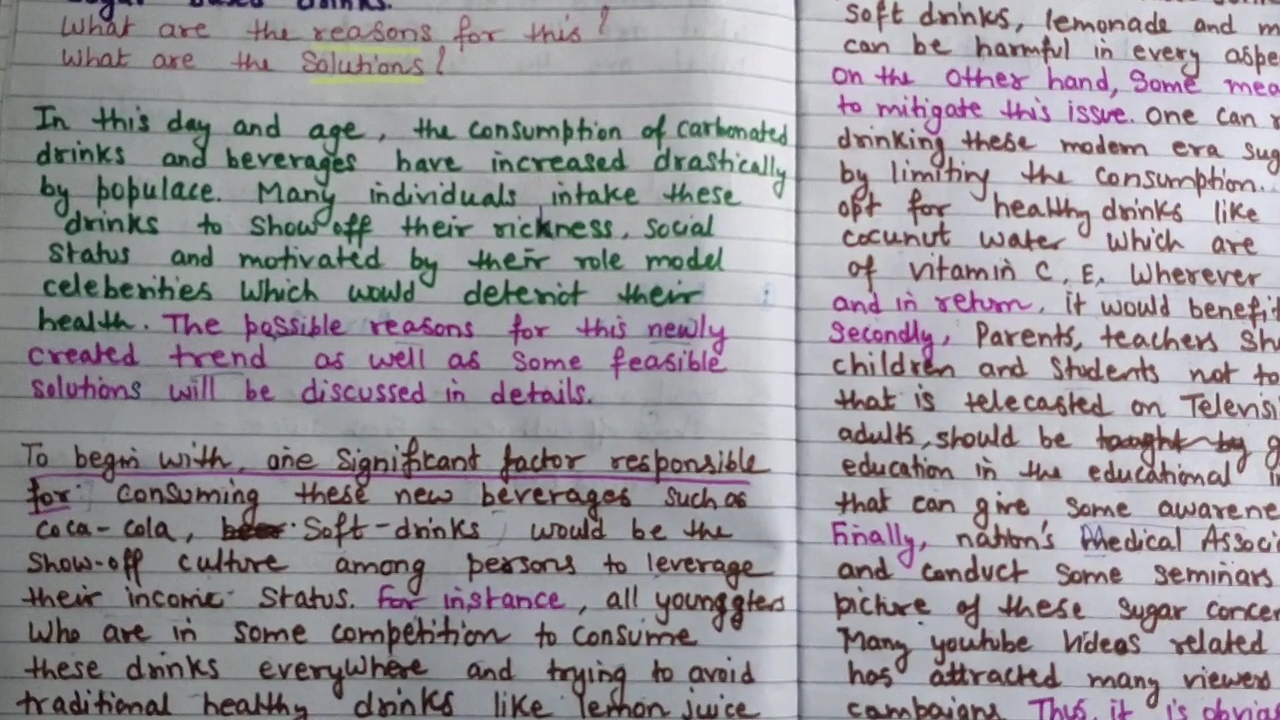 Sugar based drinks.
What are the reasons for this?
What are the Solutions?
In this day and age, the consumption of carbonated
drinks and beverages have increased drastically
by populace. Many individuals intake these
drinks to show off their rickness, social
status and motivated by their role model
celeberities which would deteriot their
health. The possible reasons for this newly
created trend as well as some feasible
solutions will be discussed in details.
To begin with, one significant factor responsible
for consuming these new beverages such as
coca-cola, soft-drinks, would be the
show-off culture among persons to leverage
their income status. For instance, all younggters
who are in some competition to consume
these drinks everywhere and trying to avoid
traditional healthy drinks like lemon juice
soft drinks, lemonade and m
can be harmful in every aspe
on the other hand, Some mea
to mitigate this issue. one can r
drinking these modern era sug
by limiting the consumption.
opt for healthy drinks like
cocunut water which are
of vitamin C, E, Wherever
and in return, it would benefit
Secondly, Parents, teachers sh
children and students not to
that is telecasted on Televisi
adults, should be taught by g
education in the educational i
that can give some awarene
Finally, nation's Medical Associ
and conduct some seminars
picture of these sugar conce
Many youtube videos related
has attracted many viewers
campaigns. Thus, it is obvio